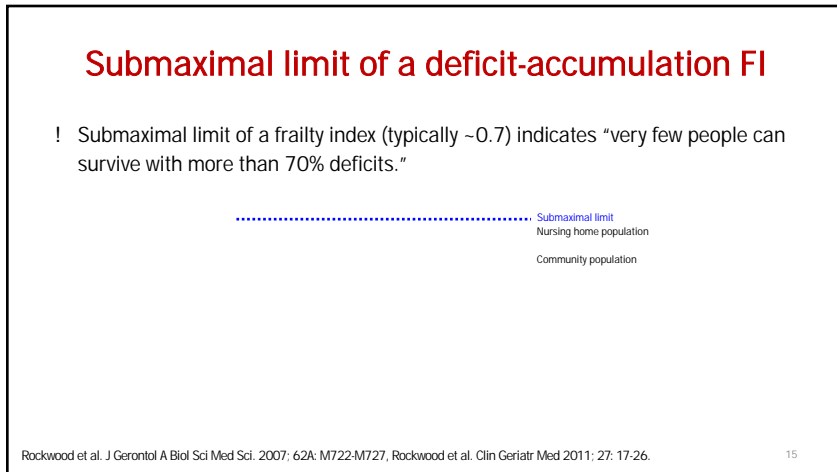 Submaximal limit of a deficit-accumulation FI
! Submaximal limit of a frailty index (typically ~0.7) indicates “very few people can
survive with more than 70% deficits.”
Submaximal limit
Nursing home population
Community population
Rockwood et al. J Gerontol A Biol Sci Med Sci. 2007; 62A: M722-M727, Rockwood et al. Clin Geriatr Med 2011; 27: 17-26.
15